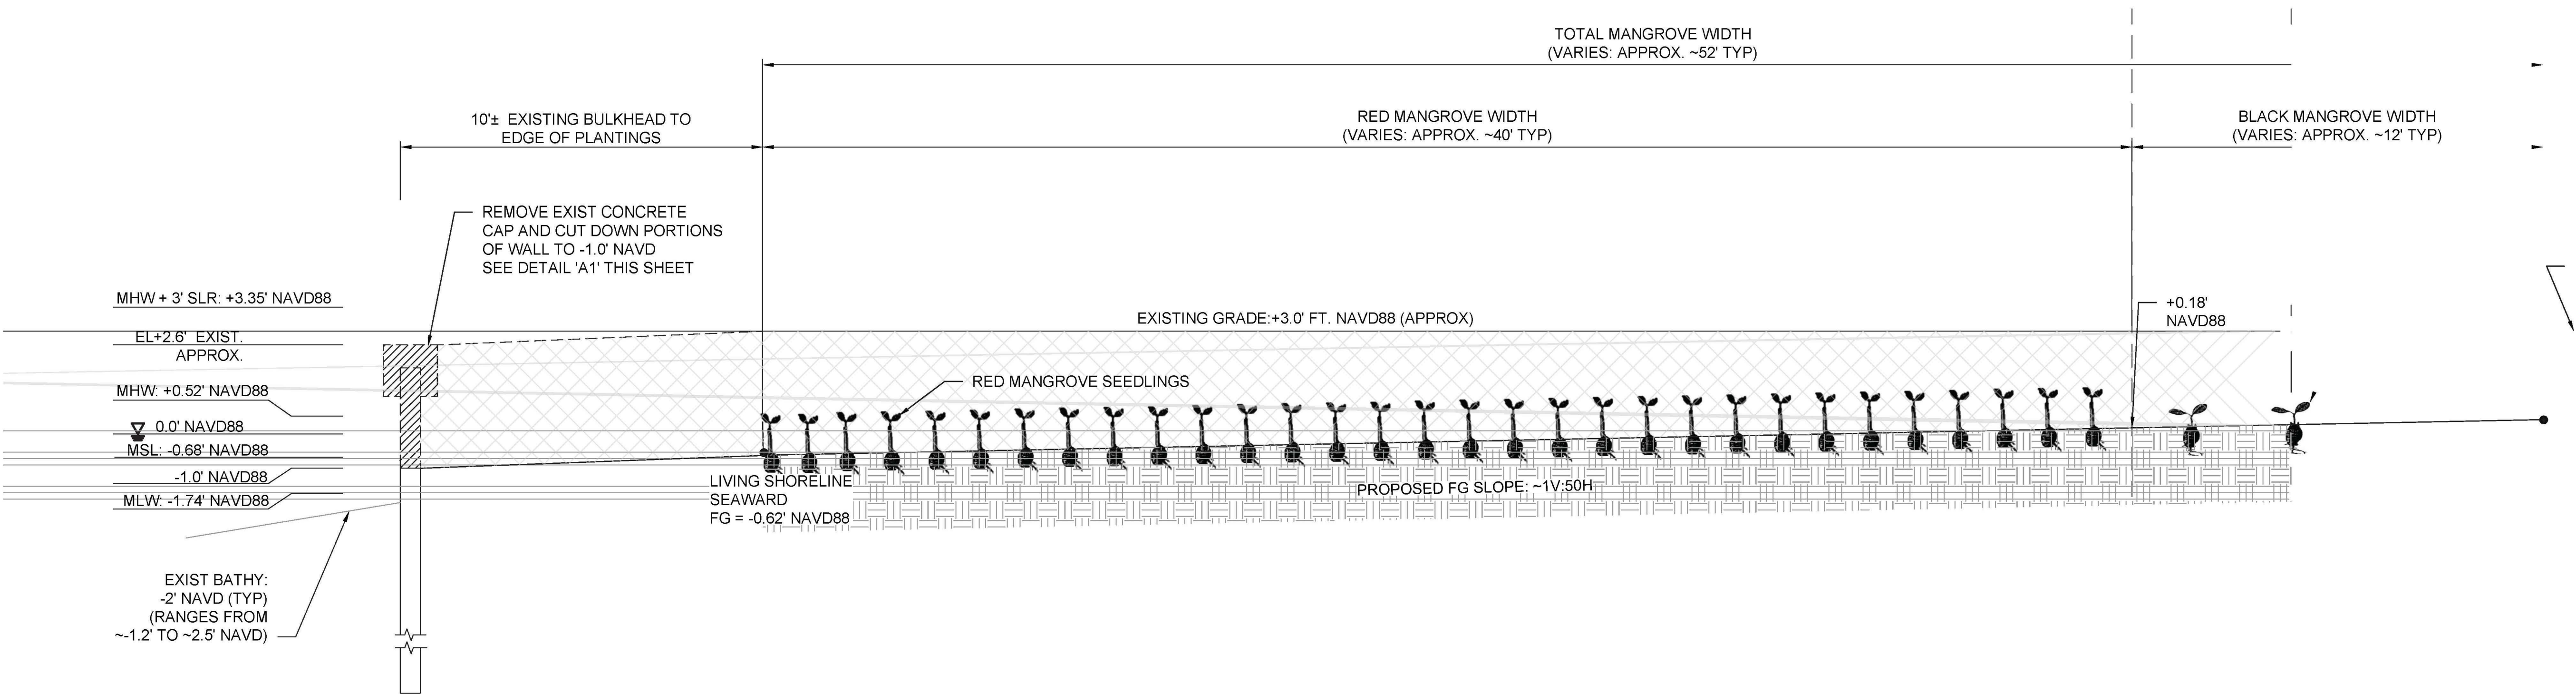 TOTAL MANGROVE WIDTH
(VARIES: APPROX. ~52' TYP)
10'± EXISTING BULKHEAD TO
EDGE OF PLANTINGS
RED MANGROVE WIDTH
(VARIES: APPROX. ~40' TYP)
BLACK MANGROVE WIDTH
(VARIES: APPROX. ~12' TYP)
REMOVE EXIST CONCRETE
CAP AND CUT DOWN PORTIONS
OF WALL TO -1.0' NAVD
SEE DETAIL 'A1' THIS SHEET
MHW + 3' SLR: +3.35' NAVD88
EL+2.6' EXIST.
APPROX.
MHW: +0.52' NAVD88
0.0' NAVD88
MSL: -0.68' NAVD88
-1.0' NAVD88
MLW: -1.74' NAVD88
EXISTING GRADE:+3.0' FT. NAVD88 (APPROX)
+0.18'
NAVD88
RED MANGROVE SEEDLINGS
LIVING SHORELINE
SEAWARD
FG = -0.62' NAVD88
PROPOSED FG SLOPE: ~1V:50H
EXIST BATHY:
-2' NAVD (TYP)
(RANGES FROM
~-1.2' TO ~2.5' NAVD)